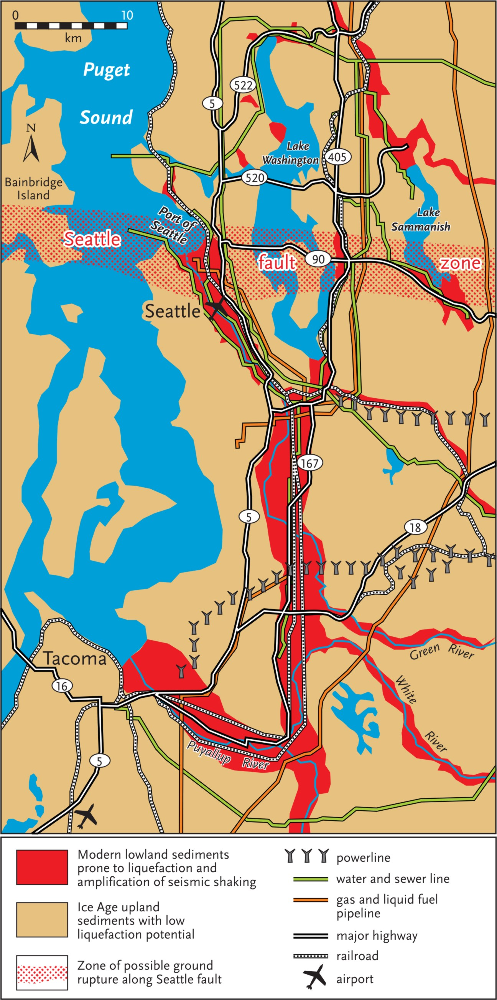 0 10
km
Puget
Sound
N
522
5
Lake
Washington
405
520
Bainbridge
Island
Port of
Seattle
Lake
Sammanish
Seattle fault zone
90
Seattle
167
5
18
Green River
Tacoma
16
White
River
Puyallup River
5
Modern lowland sediments
prone to liquefaction and
amplification of seismic shaking
Ice Age upland
sediments with low
liquefaction potential
Zone of possible ground
rupture along Seattle fault
powerline
water and sewer line
gas and liquid fuel
pipeline
major highway
railroad
airport